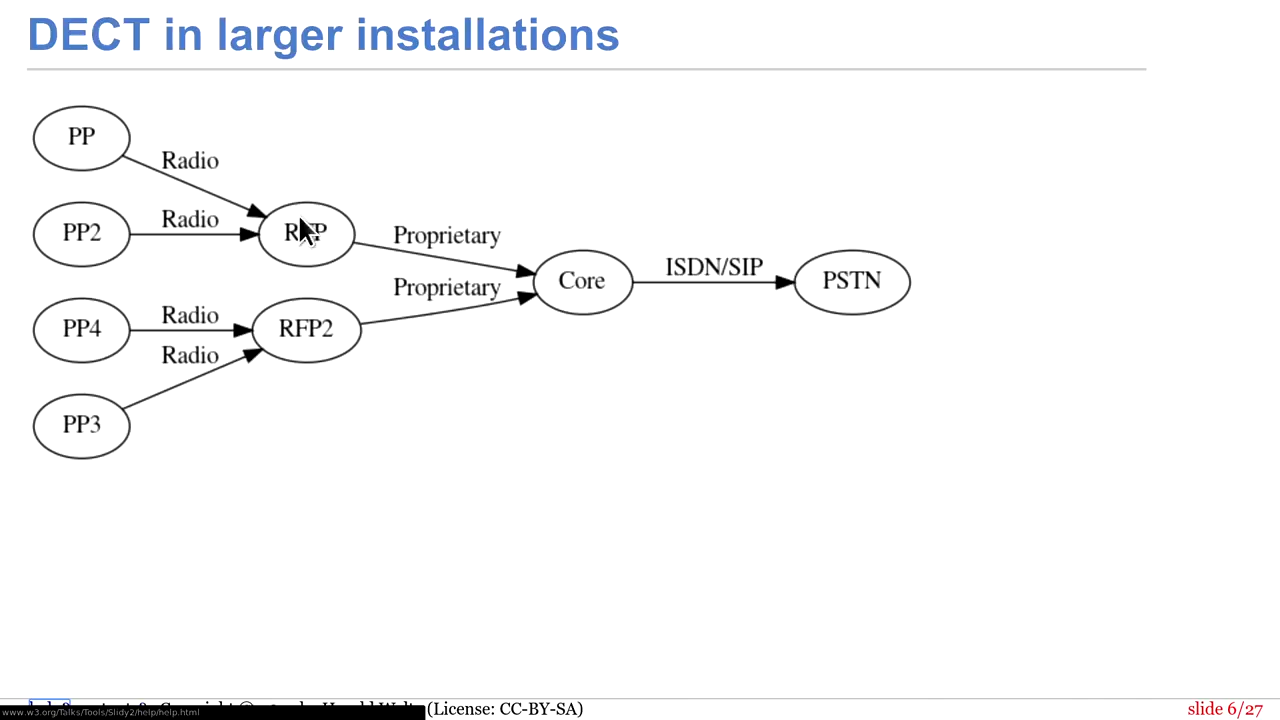 DECT in larger installations
PP
Radio
PP2
Radio
Proprietary
ISDN/SIP
Core
PSTN
Proprietary
PP4
Radio
RFP2
Radio
PP3
(License: CC-BY-SA)
slide 6/27
www.w3.org/Talks/Tools/Slidy2/help/help.html